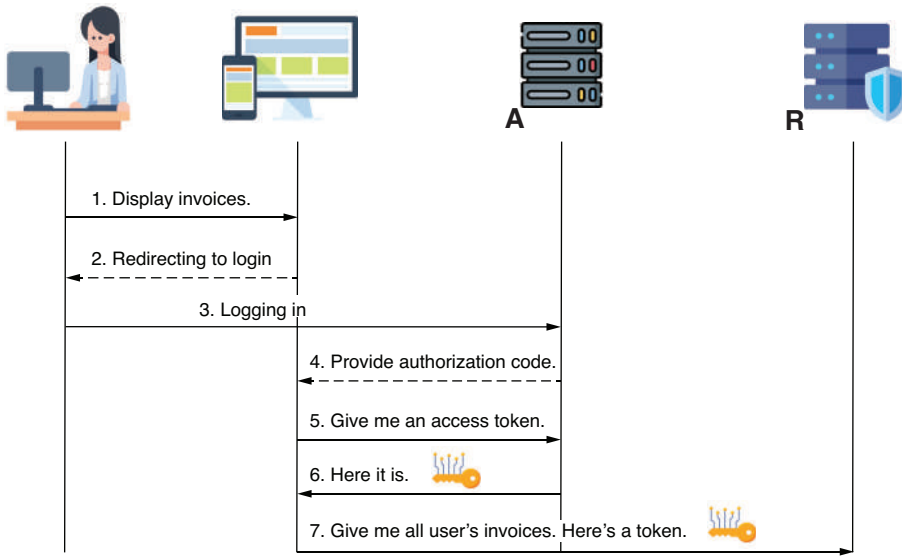 A
R
1. Display invoices.
2. Redirecting to login
3. Logging in
4. Provide authorization code.
5. Give me an access token.
6. Here it is.
7. Give me all user's invoices. Here's a token.